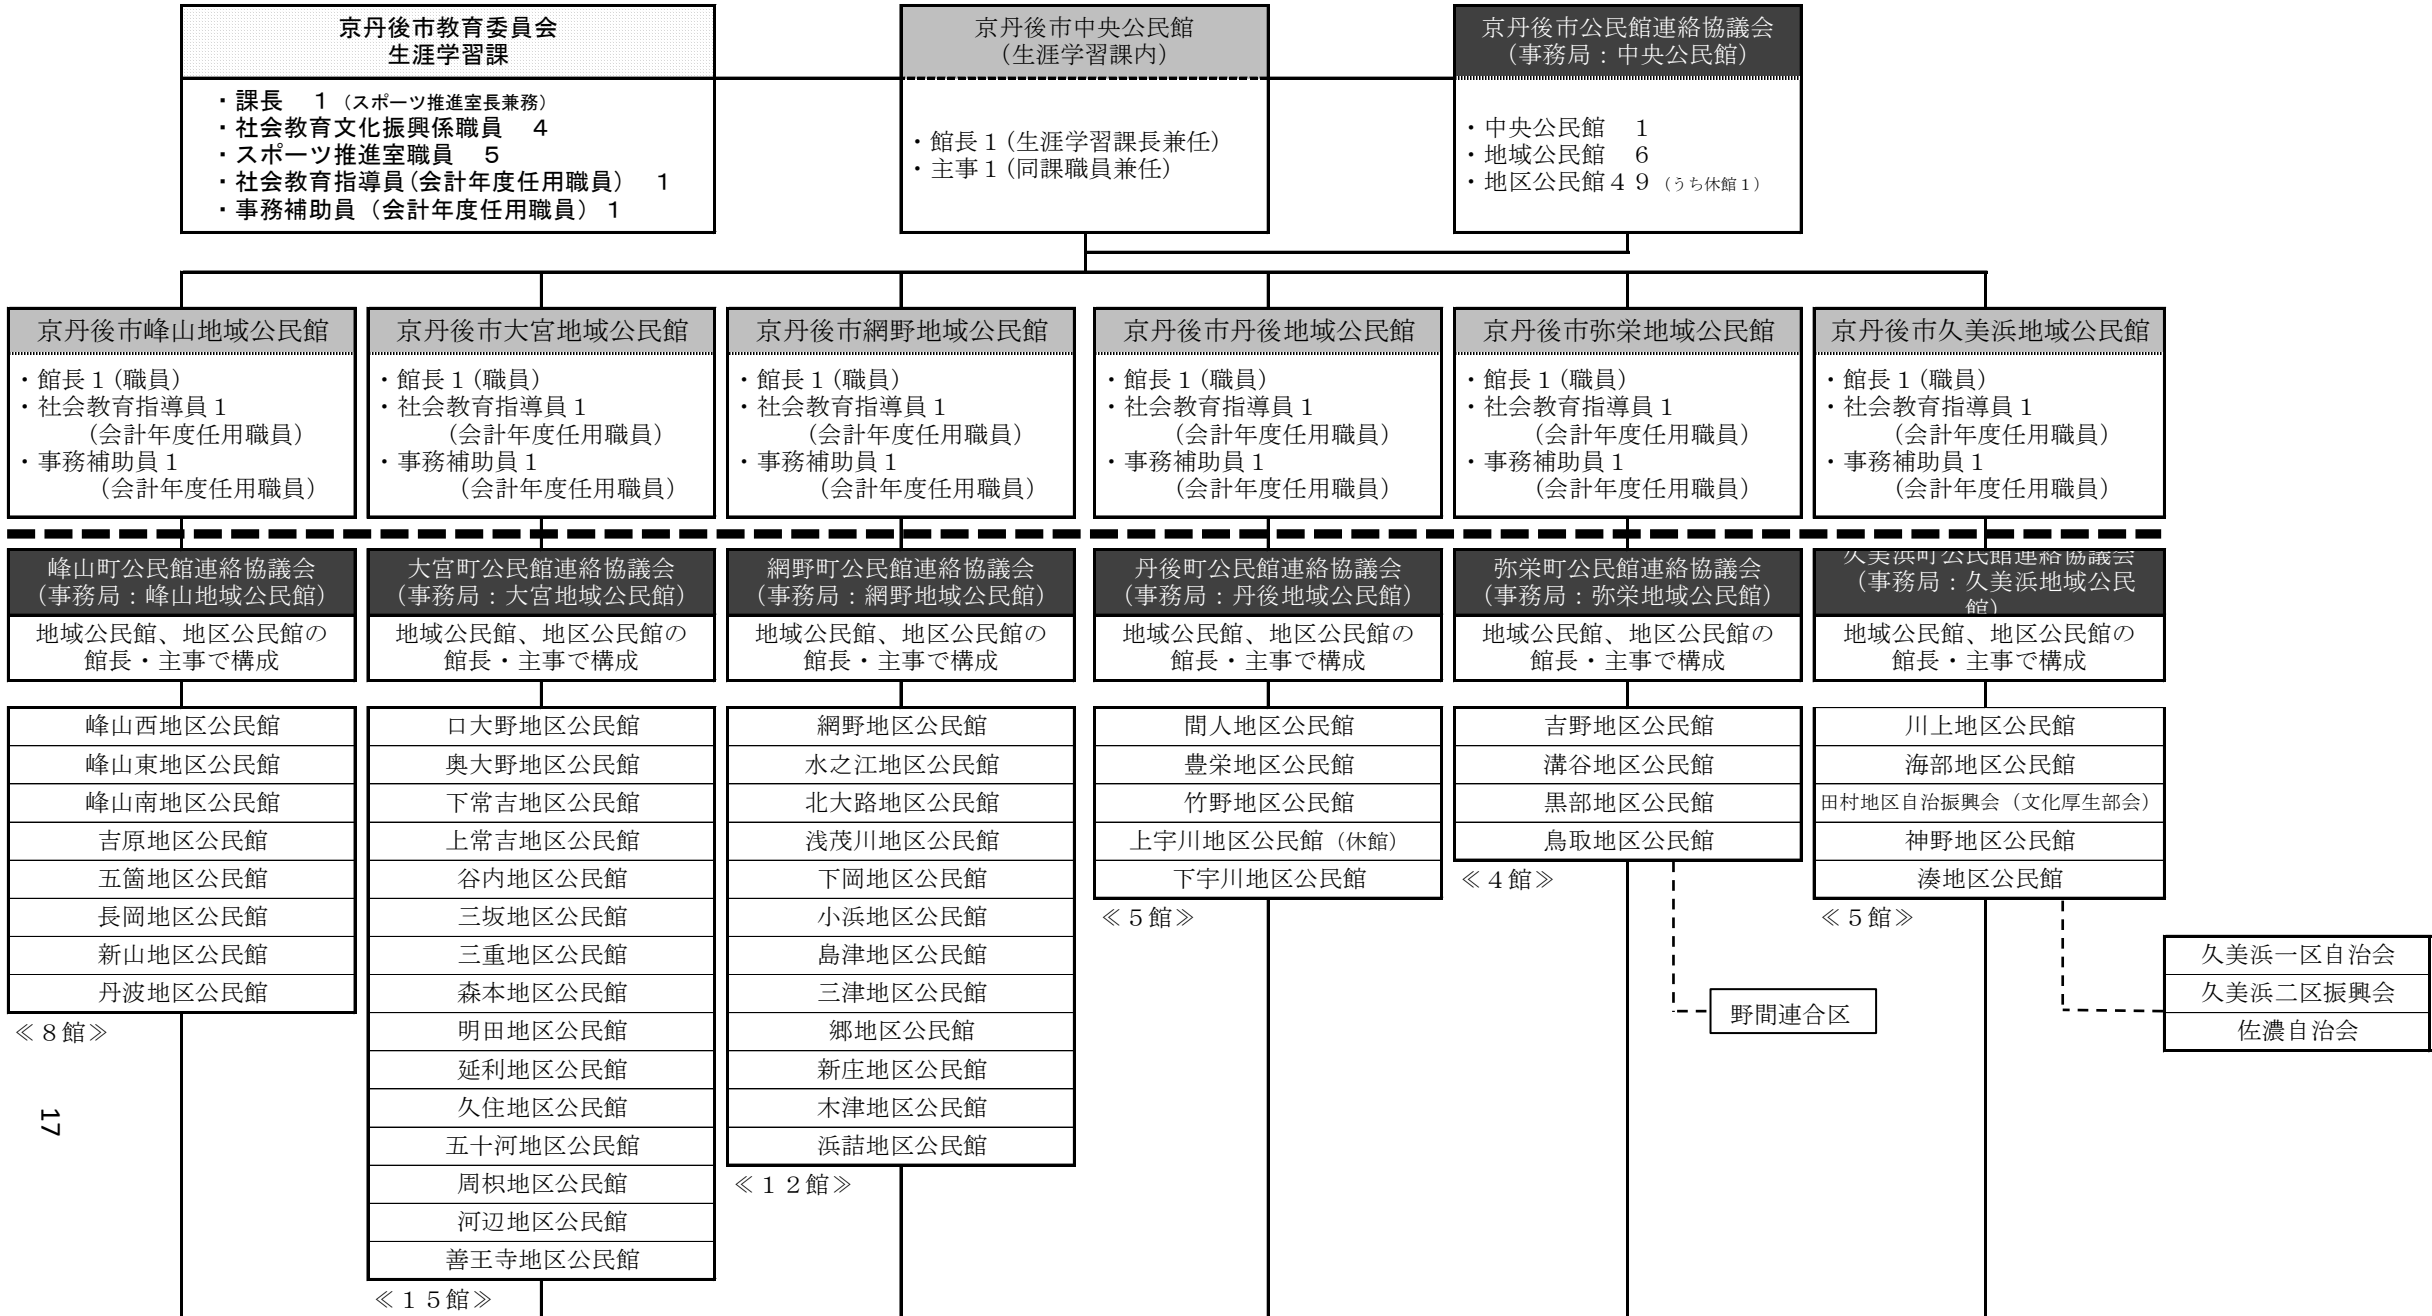 京丹後市教育委員会
生涯学習課
・課長　１（スポーツ推進室長兼務）
・社会教育文化振興係職員　４
・スポーツ推進室職員　５
・社会教育指導員（会計年度任用職員）　１
・事務補助員（会計年度任用職員）１
京丹後市中央公民館
（生涯学習課内）
・館長１（生涯学習課長兼任）
・主事１（同課職員兼任）
京丹後市公民館連絡協議会
（事務局：中央公民館）
・中央公民館　１
・地域公民館　６
・地区公民館４９（うち休館１）
京丹後市峰山地域公民館
・館長１（職員）
・社会教育指導員１
（会計年度任用職員）
・事務補助員１
（会計年度任用職員）
京丹後市大宮地域公民館
・館長１（職員）
・社会教育指導員１
（会計年度任用職員）
・事務補助員１
（会計年度任用職員）
京丹後市網野地域公民館
・館長１（職員）
・社会教育指導員１
（会計年度任用職員）
・事務補助員１
（会計年度任用職員）
京丹後市丹後地域公民館
・館長１（職員）
・社会教育指導員１
（会計年度任用職員）
・事務補助員１
（会計年度任用職員）
京丹後市弥栄地域公民館
・館長１（職員）
・社会教育指導員１
（会計年度任用職員）
・事務補助員１
（会計年度任用職員）
京丹後市久美浜地域公民館
・館長１（職員）
・社会教育指導員１
（会計年度任用職員）
・事務補助員１
（会計年度任用職員）
峰山町公民館連絡協議会
（事務局：峰山地域公民館）
地域公民館、地区公民館の
館長・主事で構成
大宮町公民館連絡協議会
（事務局：大宮地域公民館）
地域公民館、地区公民館の
館長・主事で構成
網野町公民館連絡協議会
（事務局：網野地域公民館）
地域公民館、地区公民館の
館長・主事で構成
丹後町公民館連絡協議会
（事務局：丹後地域公民館）
地域公民館、地区公民館の
館長・主事で構成
弥栄町公民館連絡協議会
（事務局：弥栄地域公民館）
地域公民館、地区公民館の
館長・主事で構成
久美浜町公民館連絡協議会
（事務局：久美浜地域公民
館）
地域公民館、地区公民館の
館長・主事で構成
峰山西地区公民館
峰山東地区公民館
峰山南地区公民館
吉原地区公民館
五箇地区公民館
長岡地区公民館
新山地区公民館
丹波地区公民館
≪８館≫
口大野地区公民館
奥大野地区公民館
下常吉地区公民館
上常吉地区公民館
谷内地区公民館
三坂地区公民館
三重地区公民館
森本地区公民館
明田地区公民館
延利地区公民館
久住地区公民館
五十河地区公民館
周枳地区公民館
河辺地区公民館
善王寺地区公民館
≪１５館≫
網野地区公民館
水之江地区公民館
北大路地区公民館
浅茂川地区公民館
下岡地区公民館
小浜地区公民館
島津地区公民館
三津地区公民館
郷地区公民館
新庄地区公民館
木津地区公民館
浜詰地区公民館
≪１２館≫
間人地区公民館
豊栄地区公民館
竹野地区公民館
上宇川地区公民館（休館）
下宇川地区公民館
≪５館≫
吉野地区公民館
溝谷地区公民館
黒部地区公民館
鳥取地区公民館
≪４館≫
野間連合区
川上地区公民館
海部地区公民館
田村地区自治振興会（文化厚生部会）
神野地区公民館
湊地区公民館
≪５館≫
久美浜一区自治会
久美浜二区振興会
佐濃自治会
17